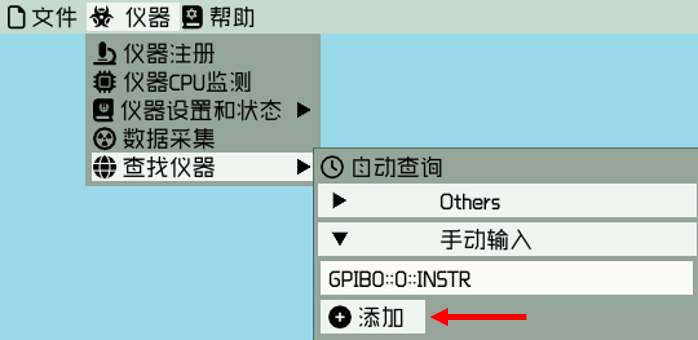 文件 仪器 帮助
仪器注册
仪器CPU监测
仪器设置和状态
数据采集
查找仪器
自动查询
Others
手动输入
GPIB0::0::INSTR
添加